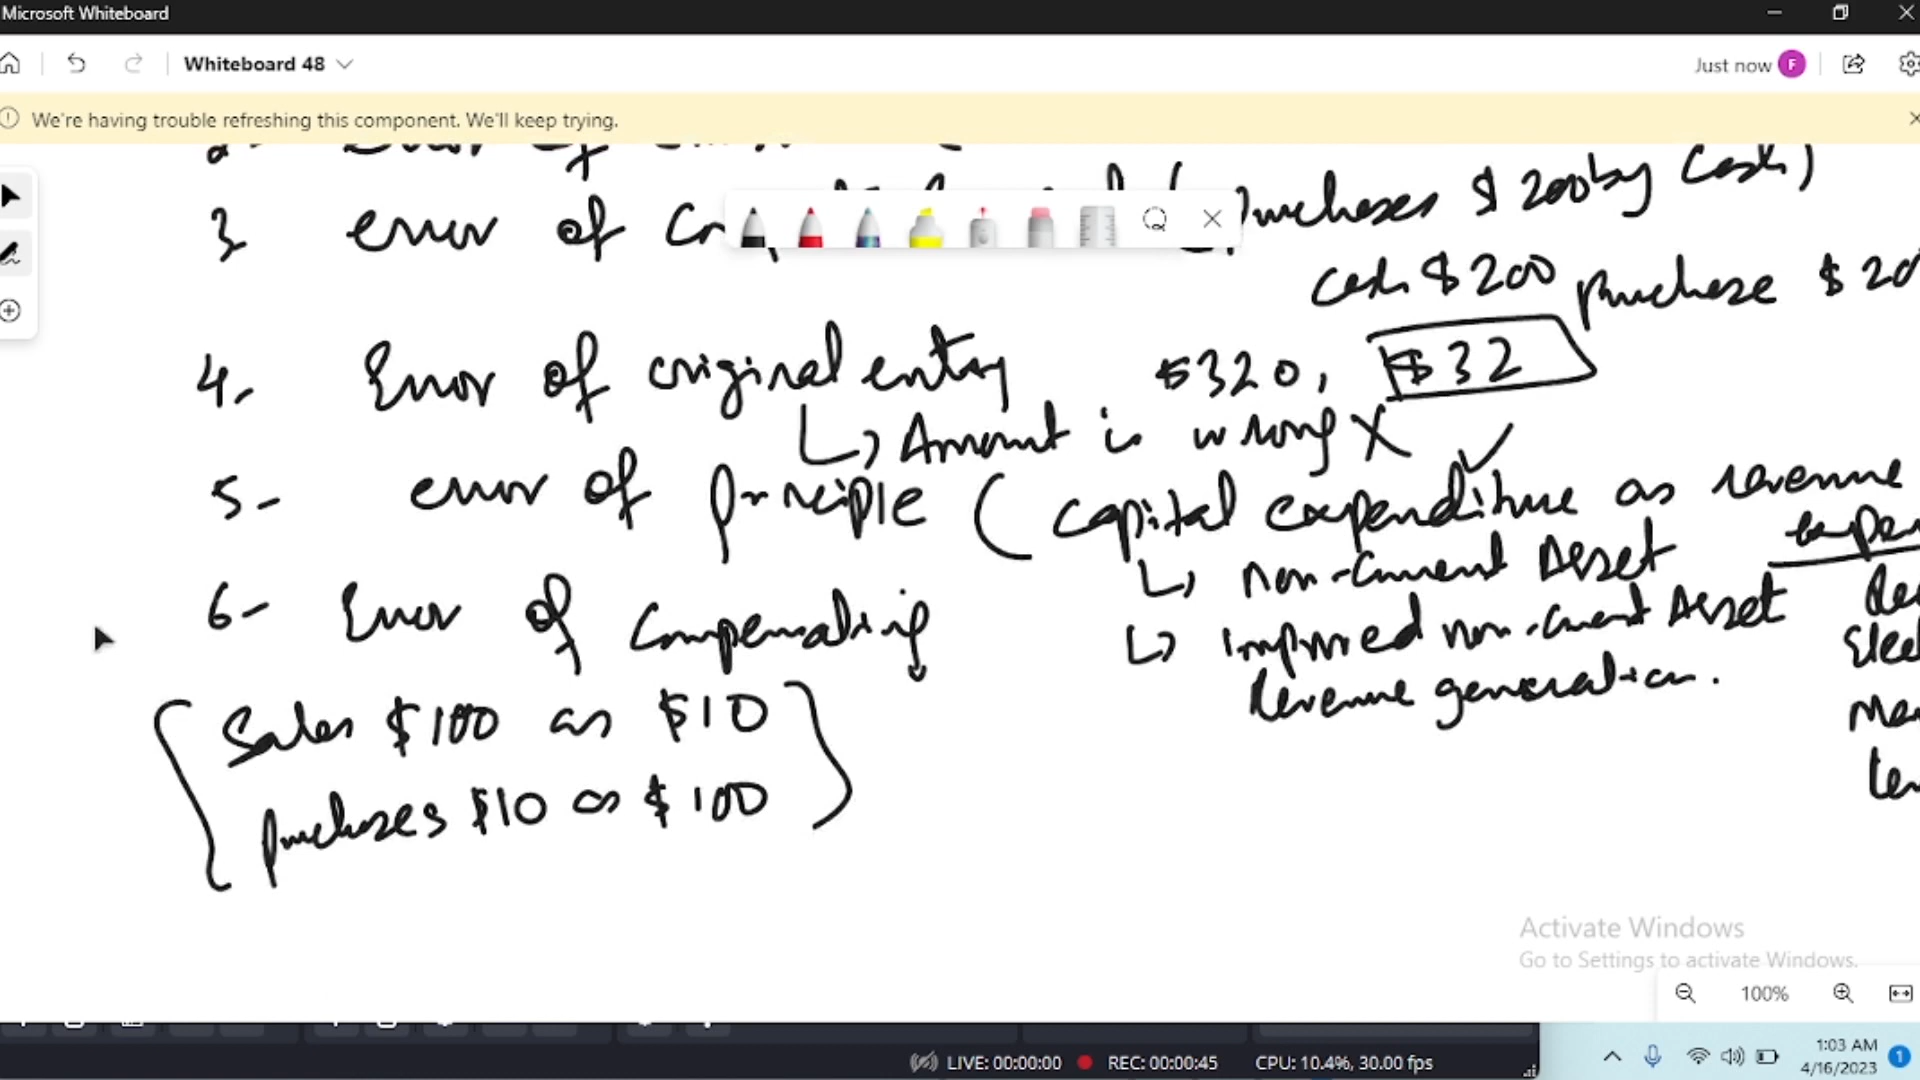 Microsoft Whiteboard
Whiteboard 48
Just now F
We're having trouble refreshing this component. We'll keep trying.
2- error of
3 error of (purchases $200 by cash)
cash $200 purchase $20
4. Error of original entry $320, $32
↳ Amount is wrong X ✓
5- error of principle (capital expenditure as revenue
↳ non-current Asset
↳ improved non-current Asset
revenue generation.
6- Error of Compensating
Sales $100 as $10
purchases $10 as $100
Activate Windows
Go to Settings to activate Windows.
100%
LIVE: 00:00:00 REC: 00:00:45 CPU: 10.4%, 30.00 fps
1:03 AM
4/16/2023
1